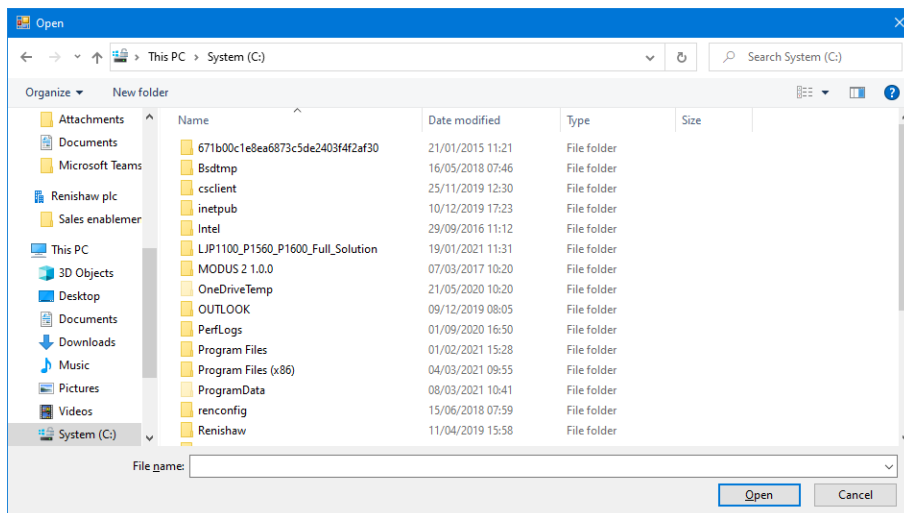 Open
This PC > System (C:)
Search System (C:)
Organize
New folder
Attachments
Documents
Microsoft Teams
Renishaw plc
Sales enablemer
This PC
3D Objects
Desktop
Documents
Downloads
Music
Pictures
Videos
System (C:)
Name Date modified Type Size
671b00c1e8ea6873c5de2403f4f2af30 21/01/2015 11:21 File folder
Bsdtmp 16/05/2018 07:46 File folder
csclient 25/11/2019 12:30 File folder
inetpub 10/12/2019 17:23 File folder
Intel 29/09/2016 11:12 File folder
LJP1100_P1560_P1600_Full_Solution 19/01/2021 11:31 File folder
MODUS 2 1.0.0 07/03/2017 10:20 File folder
OneDriveTemp 21/05/2020 10:20 File folder
OUTLOOK 09/12/2019 08:05 File folder
PerfLogs 01/09/2020 16:50 File folder
Program Files 01/02/2021 15:28 File folder
Program Files (x86) 04/03/2021 09:55 File folder
ProgramData 08/03/2021 10:41 File folder
renconfig 15/06/2018 07:59 File folder
Renishaw 11/04/2019 15:58 File folder
File name:
Open Cancel